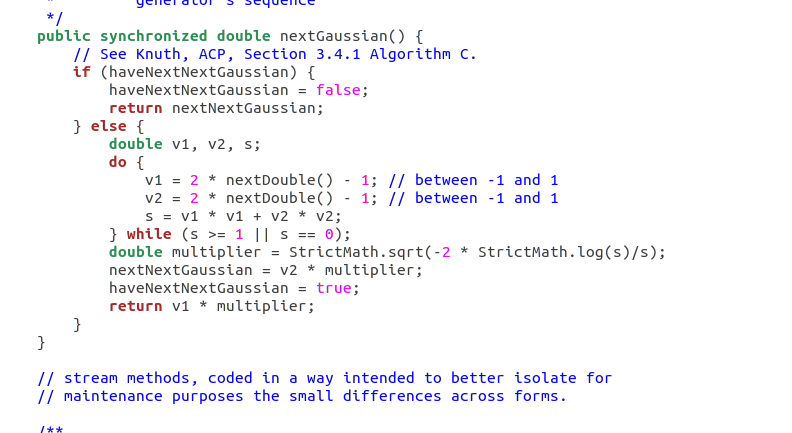 *         generator's sequence
     */
    public synchronized double nextGaussian() {
        // See Knuth, ACP, Section 3.4.1 Algorithm C.
        if (haveNextNextGaussian) {
            haveNextNextGaussian = false;
            return nextNextGaussian;
        } else {
            double v1, v2, s;
            do {
                v1 = 2 * nextDouble() - 1; // between -1 and 1
                v2 = 2 * nextDouble() - 1; // between -1 and 1
                s = v1 * v1 + v2 * v2;
            } while (s >= 1 || s == 0);
            double multiplier = StrictMath.sqrt(-2 * StrictMath.log(s)/s);
            nextNextGaussian = v2 * multiplier;
            haveNextNextGaussian = true;
            return v1 * multiplier;
        }
    }

    // stream methods, coded in a way intended to better isolate for
    // maintenance purposes the small differences across forms.

    /**